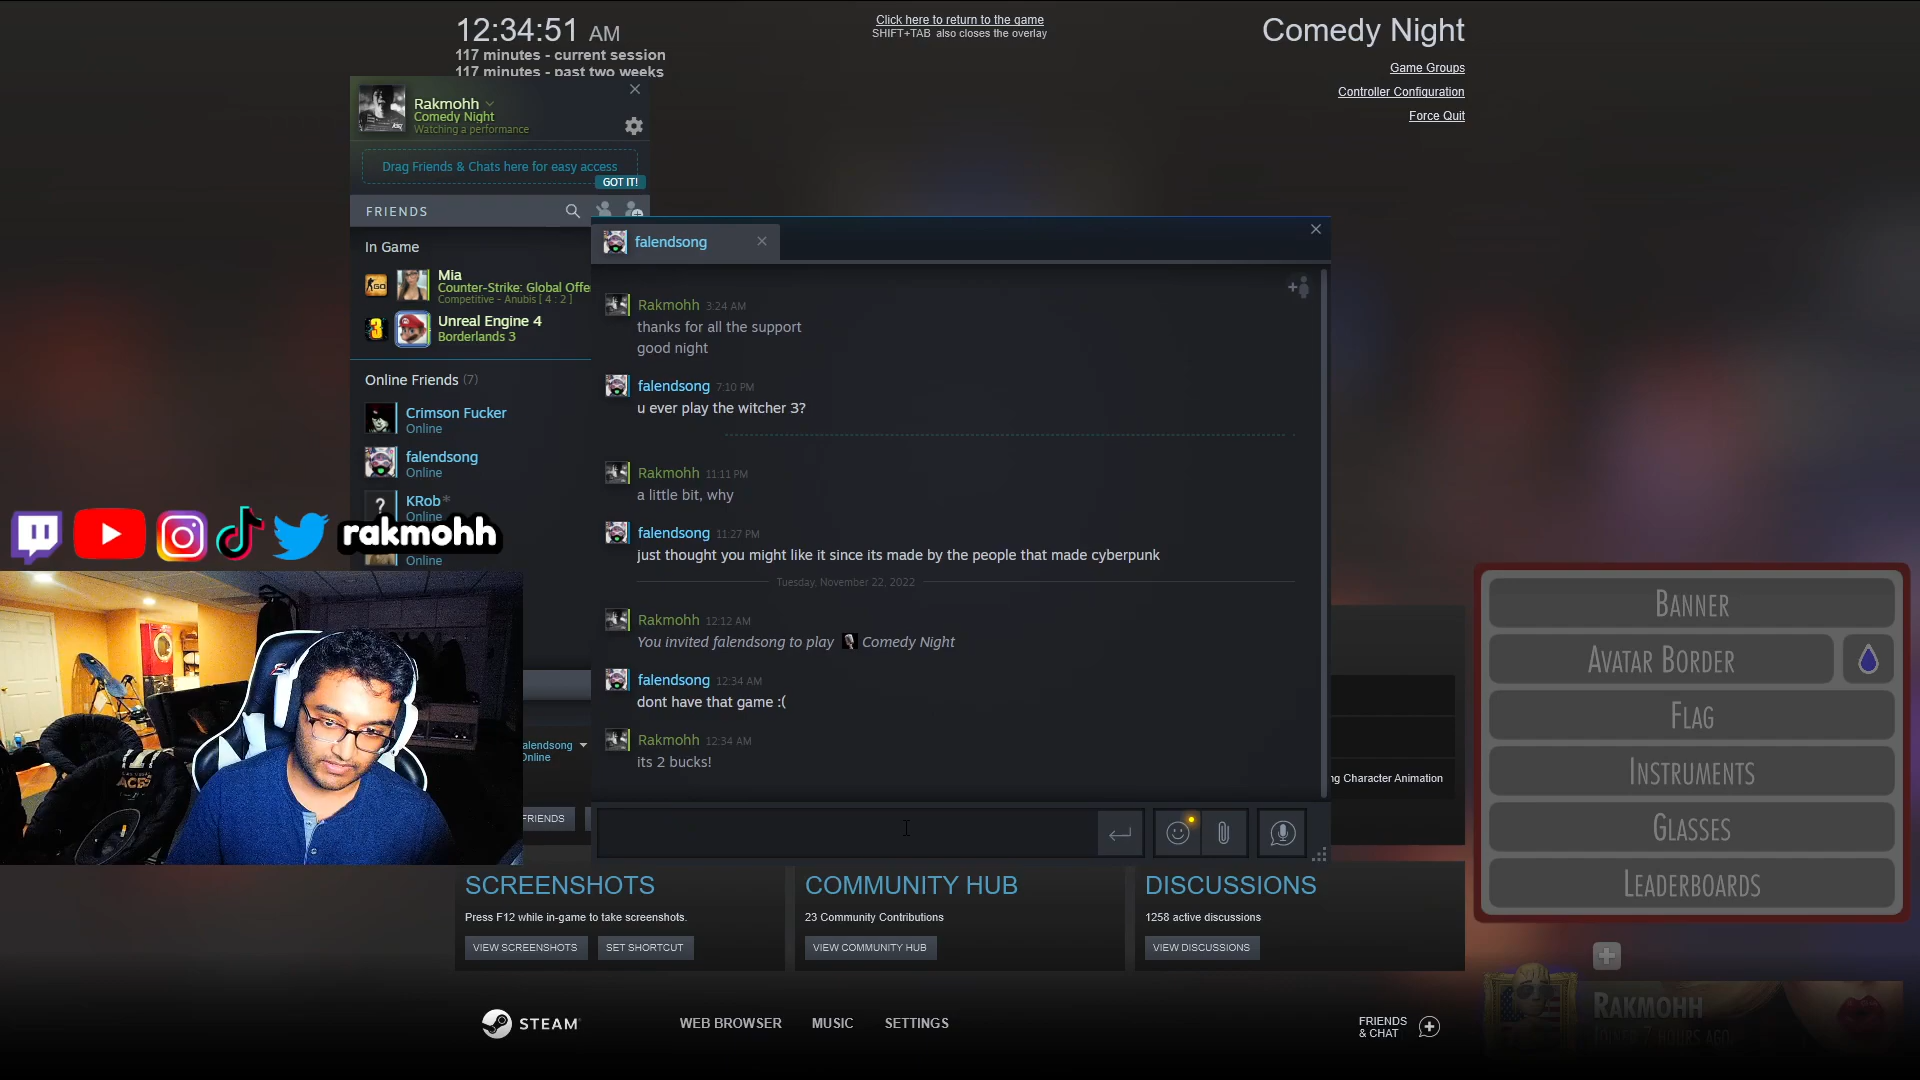 12:34:51 AM
117 minutes - current session
117 minutes - past two weeks
Click here to return to the game
SHIFT+TAB also closes the overlay
Comedy Night
Game Groups
Controller Configuration
Force Quit
Rakmohh
Comedy Night
Watching a performance
Drag Friends & Chats here for easy access
GOT IT!
FRIENDS
In Game
Mia
Counter-Strike: Global Offe
Competitive - Anubis [ 4 : 2 ]
Unreal Engine 4
Borderlands 3
Online Friends (7)
Crimson Fucker
Online
falendsong
Online
KRob*
Online
Online
rakmohh
falendsong
Rakmohh 3:24 AM
thanks for all the support
good night
falendsong 7:10 PM
u ever play the witcher 3?
Rakmohh 11:11 PM
a little bit, why
falendsong 11:27 PM
just thought you might like it since its made by the people that made cyberpunk
Tuesday, November 22, 2022
Rakmohh 12:12 AM
You invited falendsong to play Comedy Night
falendsong 12:34 AM
dont have that game :(
Rakmohh 12:34 AM
its 2 bucks!
alendsong
Online
FRIENDS
ng Character Animation
ACES
BANNER
AVATAR BORDER
FLAG
INSTRUMENTS
GLASSES
LEADERBOARDS
SCREENSHOTS
Press F12 while in-game to take screenshots.
VIEW SCREENSHOTS
SET SHORTCUT
COMMUNITY HUB
23 Community Contributions
VIEW COMMUNITY HUB
DISCUSSIONS
1258 active discussions
VIEW DISCUSSIONS
STEAM
WEB BROWSER
MUSIC
SETTINGS
FRIENDS
& CHAT
RAKMOHH
JOINED 7 HOURS AGO